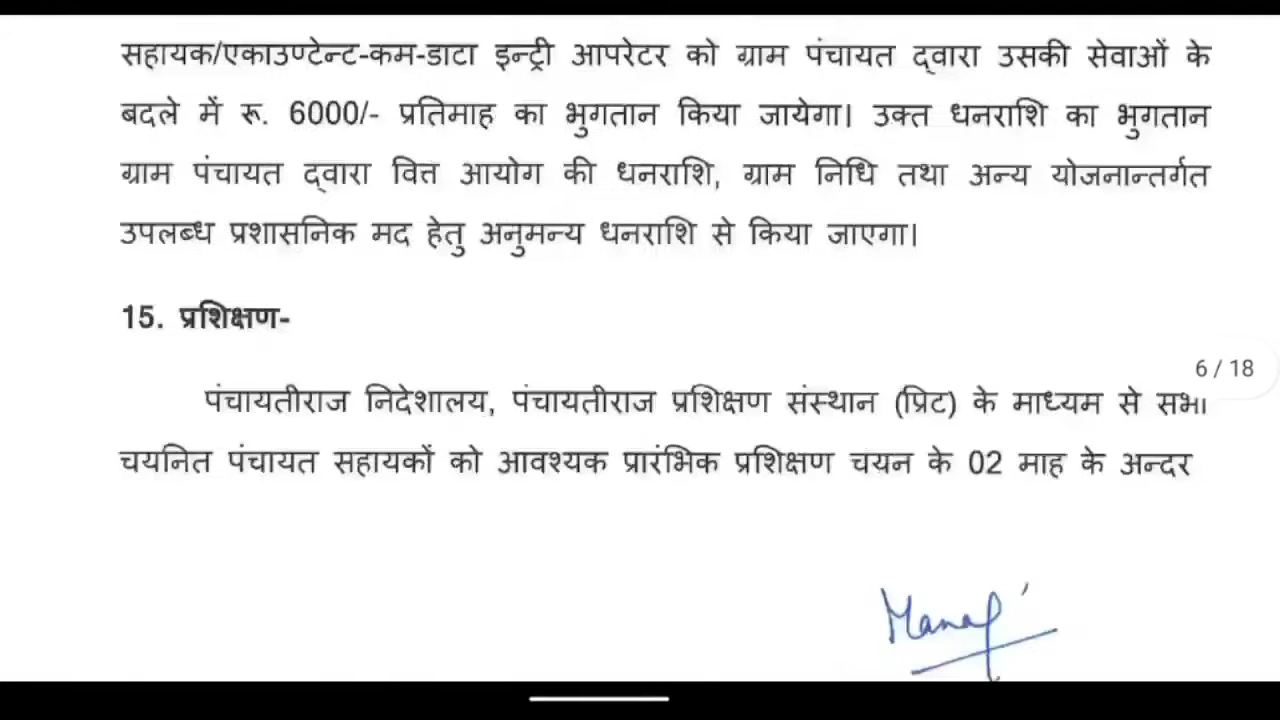 सहायक/एकाउण्टेन्ट-कम-डाटा इन्ट्री आपरेटर को ग्राम पंचायत द्वारा उसकी सेवाओं के
बदले में रू. 6000/- प्रतिमाह का भुगतान किया जायेगा। उक्त धनराशि का भुगतान
ग्राम पंचायत द्वारा वित्त आयोग की धनराशि, ग्राम निधि तथा अन्य योजनान्तर्गत
उपलब्ध प्रशासनिक मद हेतु अनुमन्य धनराशि से किया जाएगा।
15. प्रशिक्षण-
6 / 18
पंचायतीराज निदेशालय, पंचायतीराज प्रशिक्षण संस्थान (प्रिट) के माध्यम से सभी
चयनित पंचायत सहायकों को आवश्यक प्रारंभिक प्रशिक्षण चयन के 02 माह के अन्दर